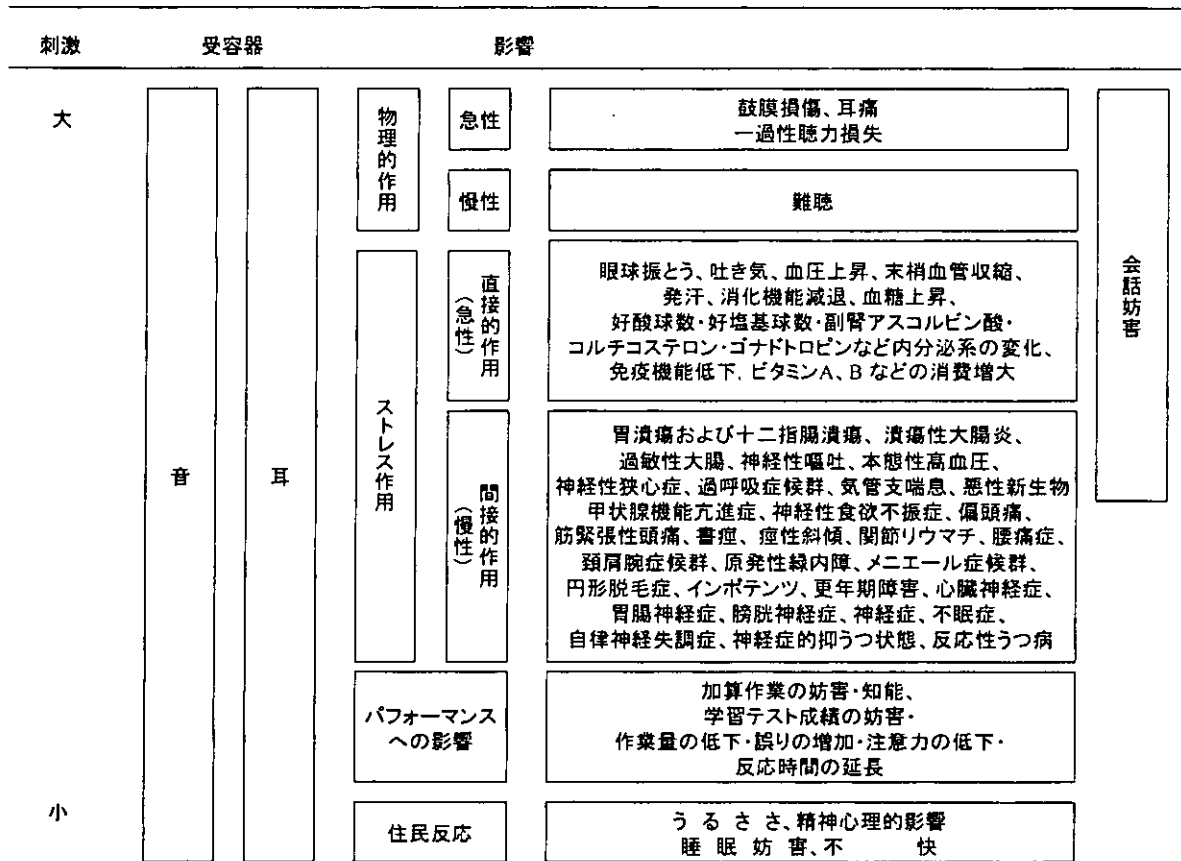 刺激 受容器 影響
大
音
耳
物理的作用
急性
鼓膜損傷、耳痛
一過性聴力損失
慢性
難聴
ストレス作用
直接的作用
(急性)
眼球振とう、吐き気、血圧上昇、末梢血管収縮、
発汗、消化機能減退、血糖上昇、
好酸球数・好塩基球数・副腎アスコルビン酸・
コルチコステロン・ゴナドトロピンなど内分泌系の変化、
免疫機能低下、ビタミンA、Bなどの消費増大
間接的作用
(慢性)
胃潰瘍および十二指腸潰瘍、潰瘍性大腸炎、
過敏性大腸、神経性嘔吐、本態性高血圧、
神経性狭心症、過呼吸症候群、気管支喘息、悪性新生物
甲状腺機能亢進症、神経性食欲不振症、偏頭痛、
筋緊張性頭痛、書痙、痙性斜傾、関節リウマチ、腰痛症、
頚肩腕症候群、原発性緑内障、メニエール症候群、
円形脱毛症、インポテンツ、更年期障害、心臓神経症、
胃腸神経症、膀胱神経症、神経症、不眠症、
自律神経失調症、神経症的抑うつ状態、反応性うつ病
会話妨害
パフォーマンス
への影響
加算作業の妨害・知能、
学習テスト成績の妨害・
作業量の低下・誤りの増加・注意力の低下・
反応時間の延長
小
住民反応
うるささ、精神心理的影響
睡眠妨害、不快